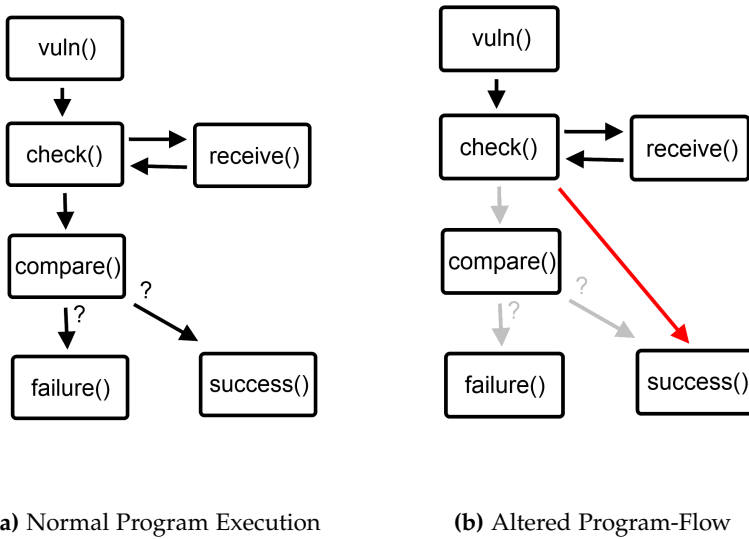 vuln()
check()
receive()
compare()
?
?
failure()
success()
a) Normal Program Execution
vuln()
check()
receive()
compare()
?
?
failure()
success()
(b) Altered Program-Flow